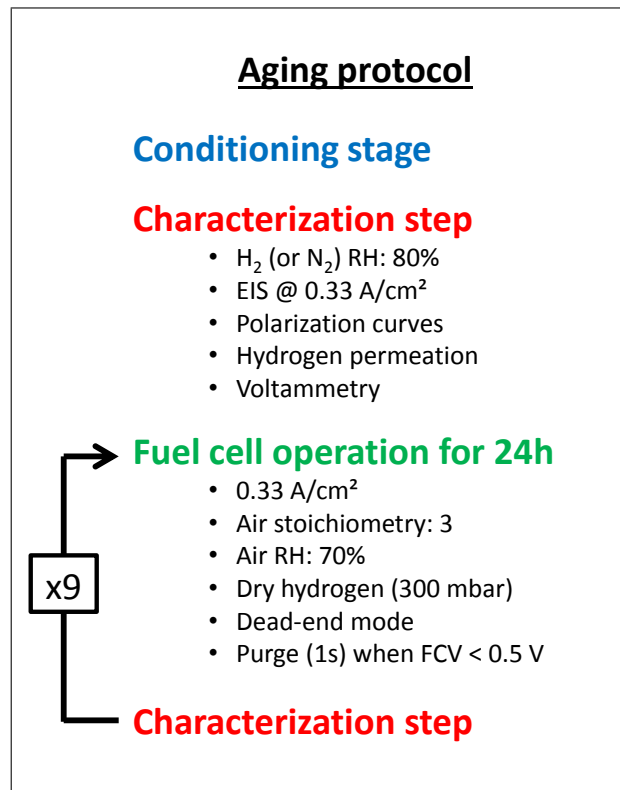 Aging protocol
Conditioning stage
Characterization step
• H₂ (or N₂) RH: 80%
• EIS @ 0.33 A/cm²
• Polarization curves
• Hydrogen permeation
• Voltammetry
Fuel cell operation for 24h
• 0.33 A/cm²
• Air stoichiometry: 3
• Air RH: 70%
• Dry hydrogen (300 mbar)
• Dead-end mode
• Purge (1s) when FCV < 0.5 V
x9
Characterization step